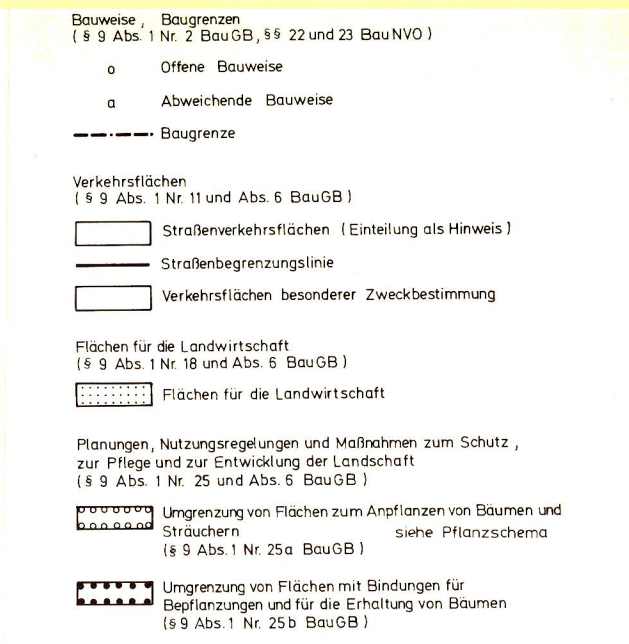 Bauweise, Baugrenzen
( § 9 Abs. 1 Nr. 2 BauGB, §§ 22 und 23 BauNVO )
o Offene Bauweise
a Abweichende Bauweise
Baugrenze
Verkehrsflächen
( § 9 Abs. 1 Nr. 11 und Abs. 6 BauGB )
Straßenverkehrsflächen ( Einteilung als Hinweis )
Straßenbegrenzungslinie
Verkehrsflächen besonderer Zweckbestimmung
Flächen für die Landwirtschaft
( § 9 Abs. 1 Nr. 18 und Abs. 6 BauGB )
Flächen für die Landwirtschaft
Planungen, Nutzungsregelungen und Maßnahmen zum Schutz,
zur Pflege und zur Entwicklung der Landschaft
( § 9 Abs. 1 Nr. 25 und Abs. 6 BauGB )
Umgrenzung von Flächen zum Anpflanzen von Bäumen und
Sträuchern siehe Pflanzschema
(§ 9 Abs. 1 Nr. 25a BauGB )
Umgrenzung von Flächen mit Bindungen für
Bepflanzungen und für die Erhaltung von Bäumen
(§ 9 Abs. 1 Nr. 25b BauGB )